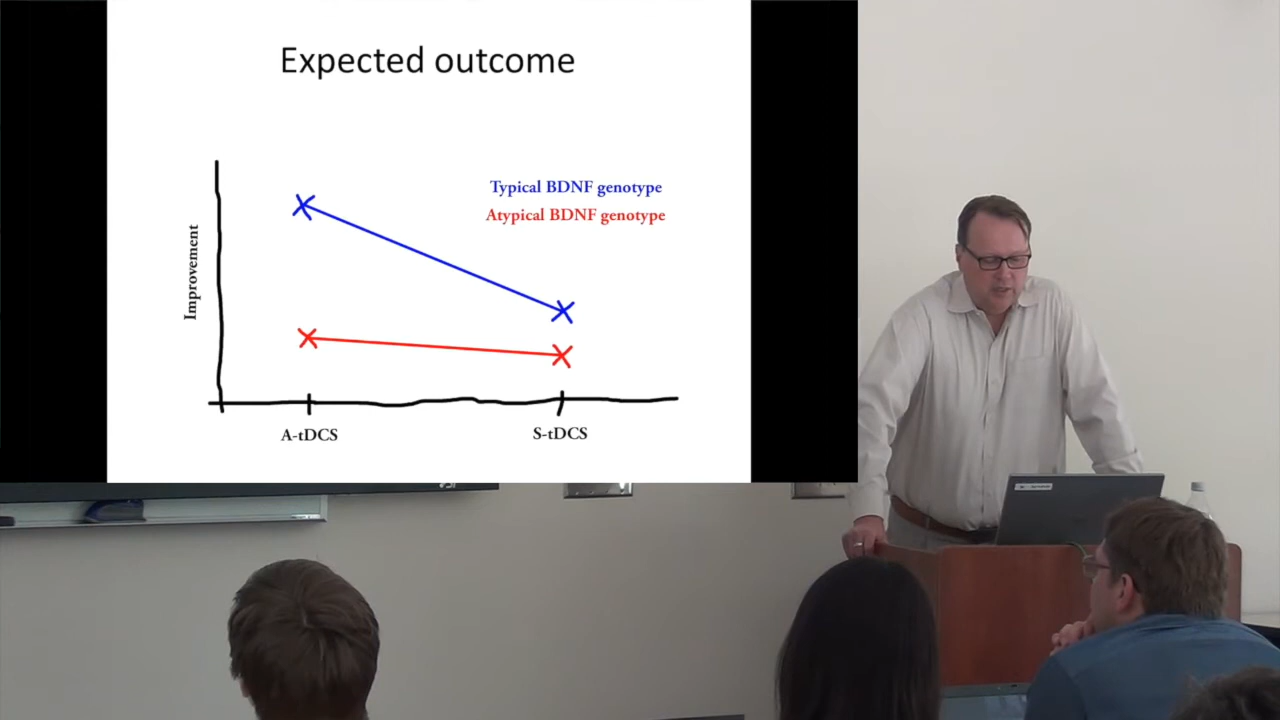 Expected outcome
Typical BDNF genotype
Atypical BDNF genotype
Improvement
A-tDCS
S-tDCS